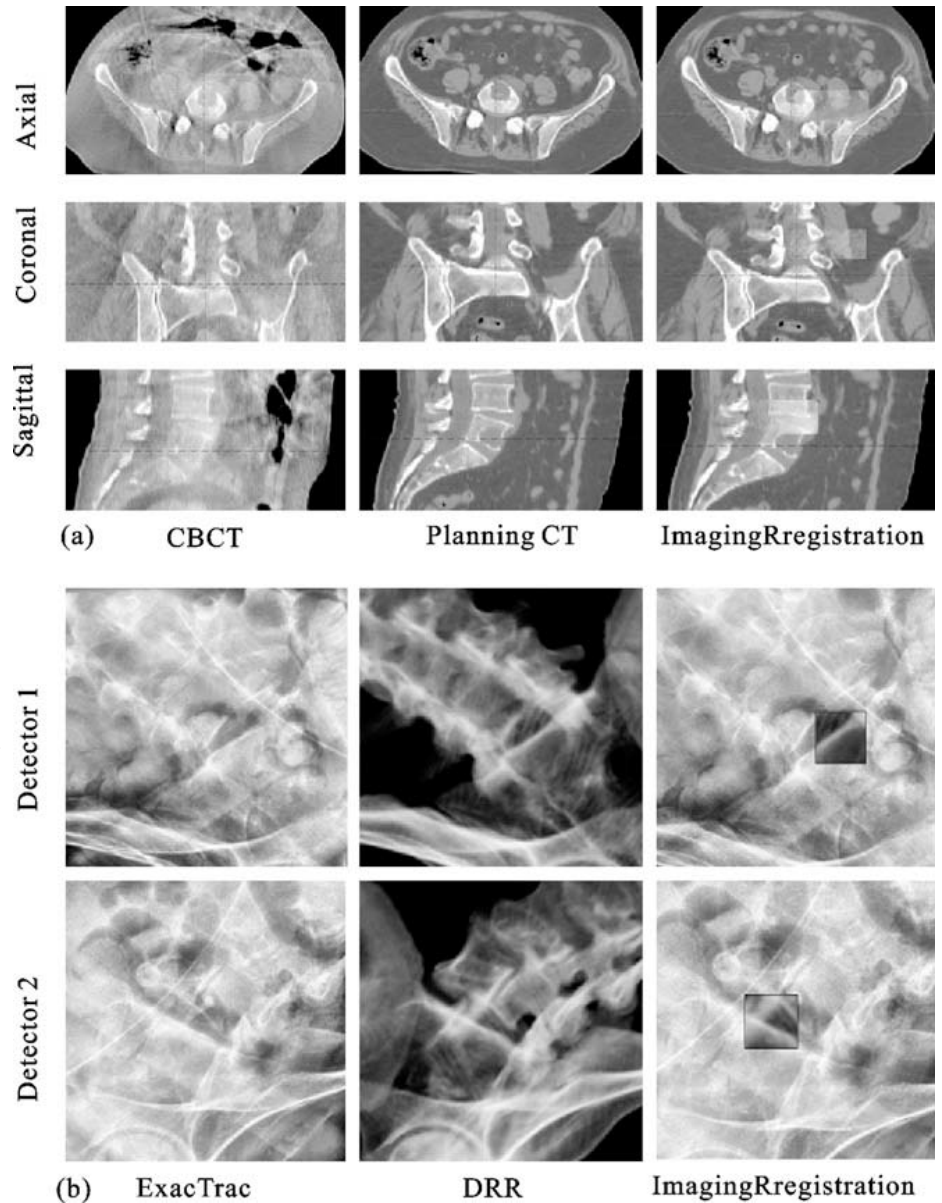 Axial
Coronal
Sagittal
(a) CBCT Planning CT ImagingRregistration
Detector 1
Detector 2
(b) ExacTrac DRR ImagingRregistration